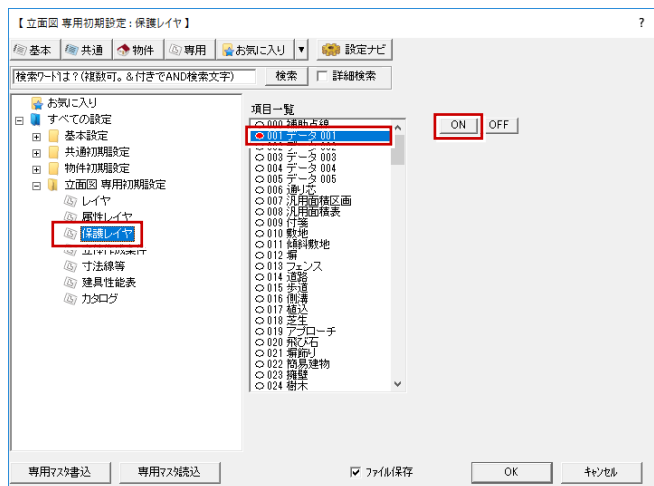 【立面図 専用初期設定：保護レイヤ】 ?
基本 共通 物件 専用 お気に入り ▼ 設定ナビ
検索ワードは？(複数可。&付きでAND検索文字) 検索 詳細検索
お気に入り
すべての設定
基本設定
共通初期設定
物件初期設定
立面図 専用初期設定
レイヤ
属性レイヤ
保護レイヤ
立体作成条件
寸法線等
建具性能表
カタログ
項目一覧
000 補助点線
001 データ 001
002 データ 002
003 データ 003
004 データ 004
005 データ 005
006 通り芯
007 汎用面積区画
008 汎用面積表
009 付箋
010 敷地
011 傾斜敷地
012 塀
013 フェンス
014 道路
015 歩道
016 側溝
017 植込
018 芝生
019 アプローチ
020 飛び石
021 塀飾り
022 簡易建物
023 擁壁
024 樹木
ON OFF
専用マスタ書込 専用マスタ読込 ファイル保存 OK キャンセル